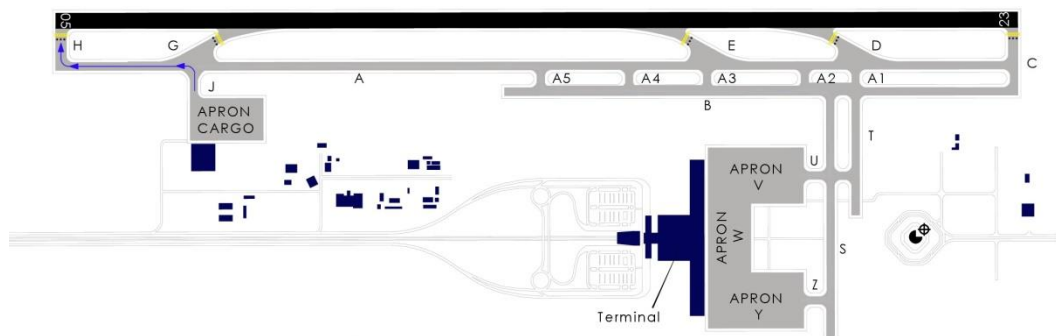 05
23
H
G
E
D
C
J
A
A5
A4
A3
A2
A1
B
APRON
CARGO
T
U
APRON
V
APRON
W
S
Z
APRON
Y
Terminal